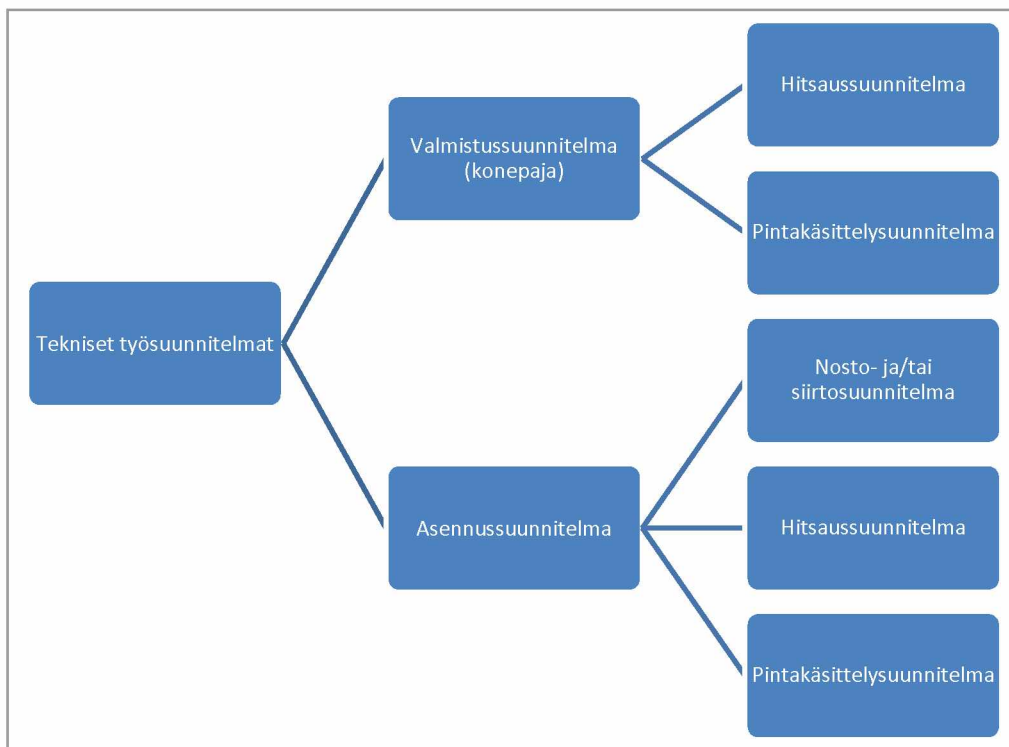 Tekniset työsuunnitelmat
Valmistussuunnitelma
(konepaja)
Hitsaussuunnitelma
Pintakäsittelysuunnitelma
Asennussuunnitelma
Nosto- ja/tai
siirtosuunnitelma
Hitsaussuunnitelma
Pintakäsittelysuunnitelma